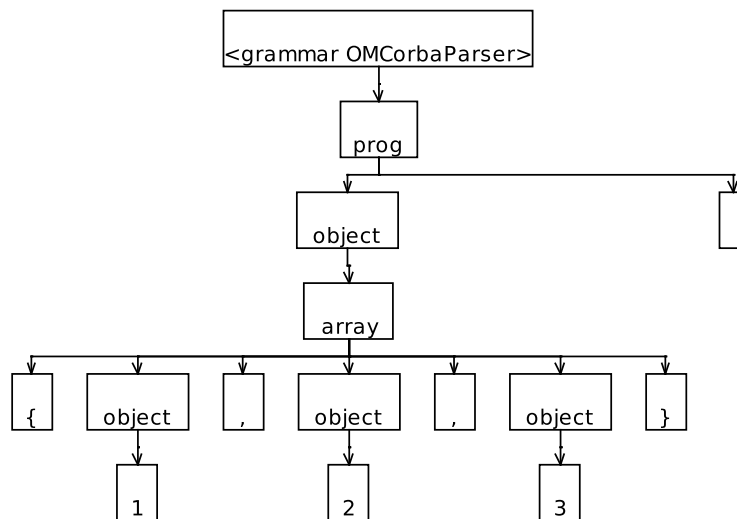 <grammar OMCorbaParser>
prog
object
array
{ object , object , object }
1 2 3